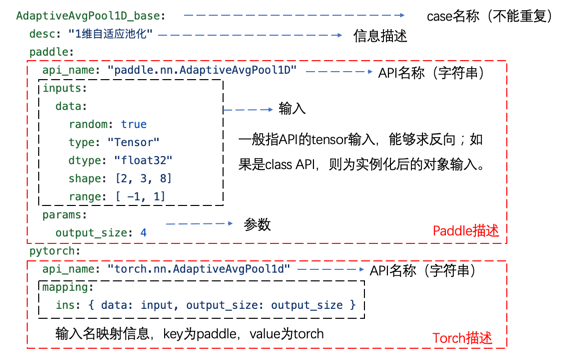 AdaptiveAvgPool1D_base: case名称（不能重复）
desc: "1维自适应池化" 信息描述
paddle:
api_name: "paddle.nn.AdaptiveAvgPool1D" API名称（字符串）
inputs:
data: 输入
random: true
type: "Tensor" 一般指API的tensor输入，能够求反向；如
dtype: "float32" 果是class API，则为实例化后的对象输入。
shape: [2, 3, 8]
range: [ -1, 1]
params:
output_size: 4 参数
Paddle描述
pytorch:
api_name: "torch.nn.AdaptiveAvgPool1d" API名称（字符串）
mapping:
ins: { data: input, output_size: output_size }
输入名映射信息，key为paddle，value为torch
Torch描述